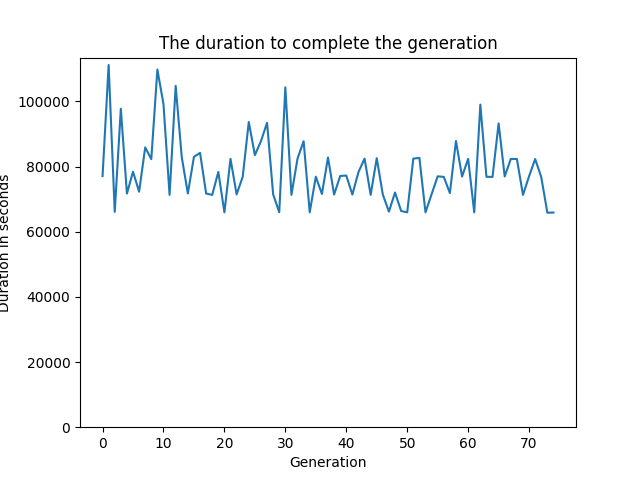 The duration to complete the generation
100000
80000
60000
40000
20000
0
Duration in seconds
0 10 20 30 40 50 60 70
Generation